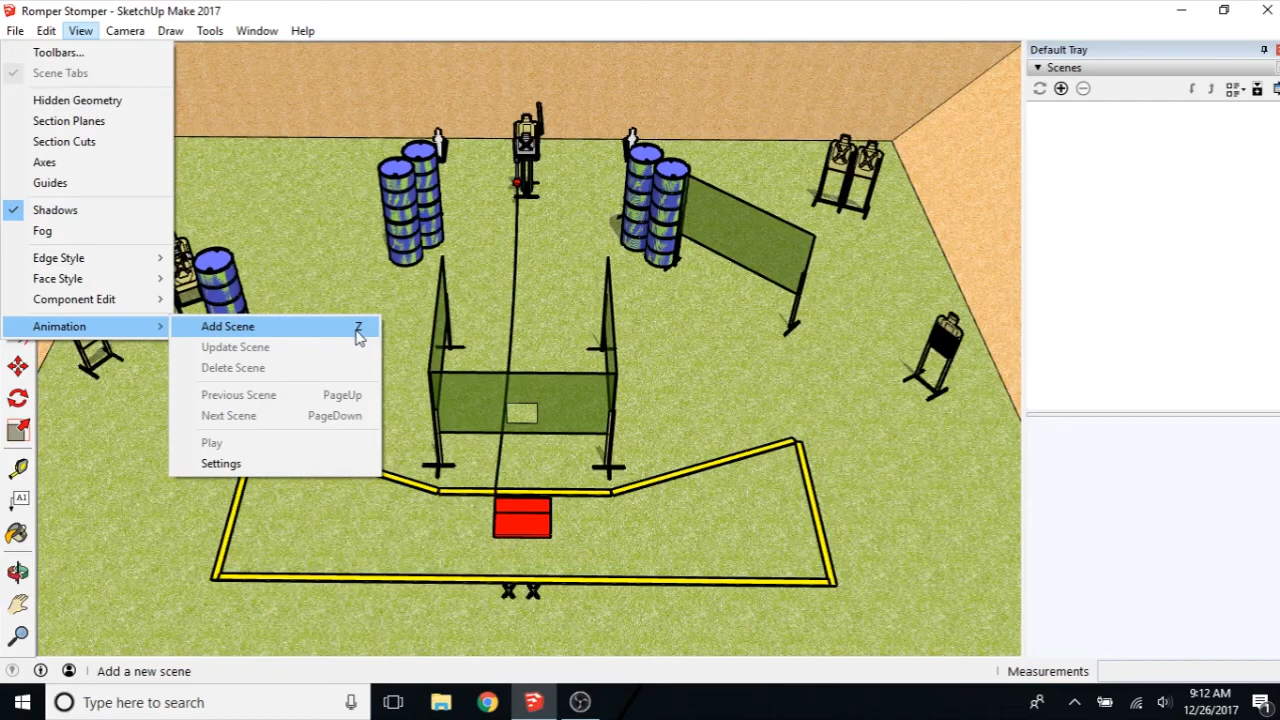 Romper Stomper - SketchUp Make 2017
File Edit View Camera Draw Tools Window Help
Toolbars...
Scene Tabs
Hidden Geometry
Section Planes
Section Cuts
Axes
Guides
Shadows
Fog
Edge Style
Face Style
Component Edit
Animation
Add Scene Z
Update Scene
Delete Scene
Previous Scene PageUp
Next Scene PageDown
Play
Settings
Default Tray
Scenes
A1
Add a new scene
Measurements
Type here to search
9:12 AM
12/26/2017
1